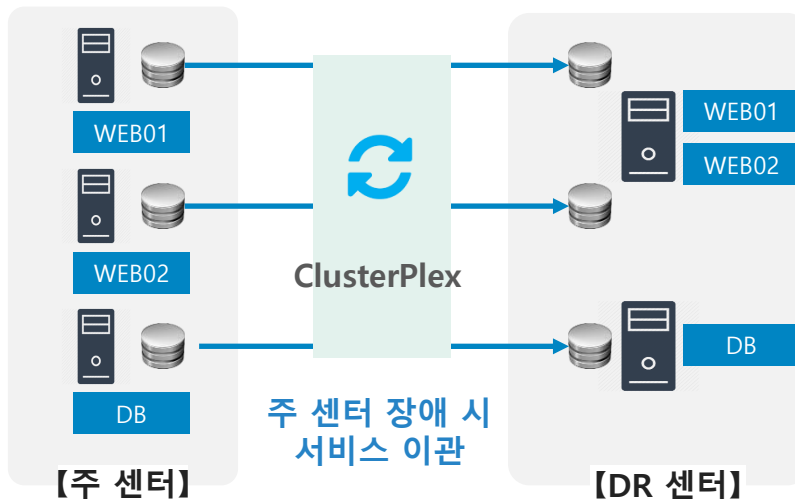 WEB01
WEB02
DB
【주 센터】
ClusterPlex
주 센터 장애 시
서비스 이관
WEB01
WEB02
DB
【DR 센터】